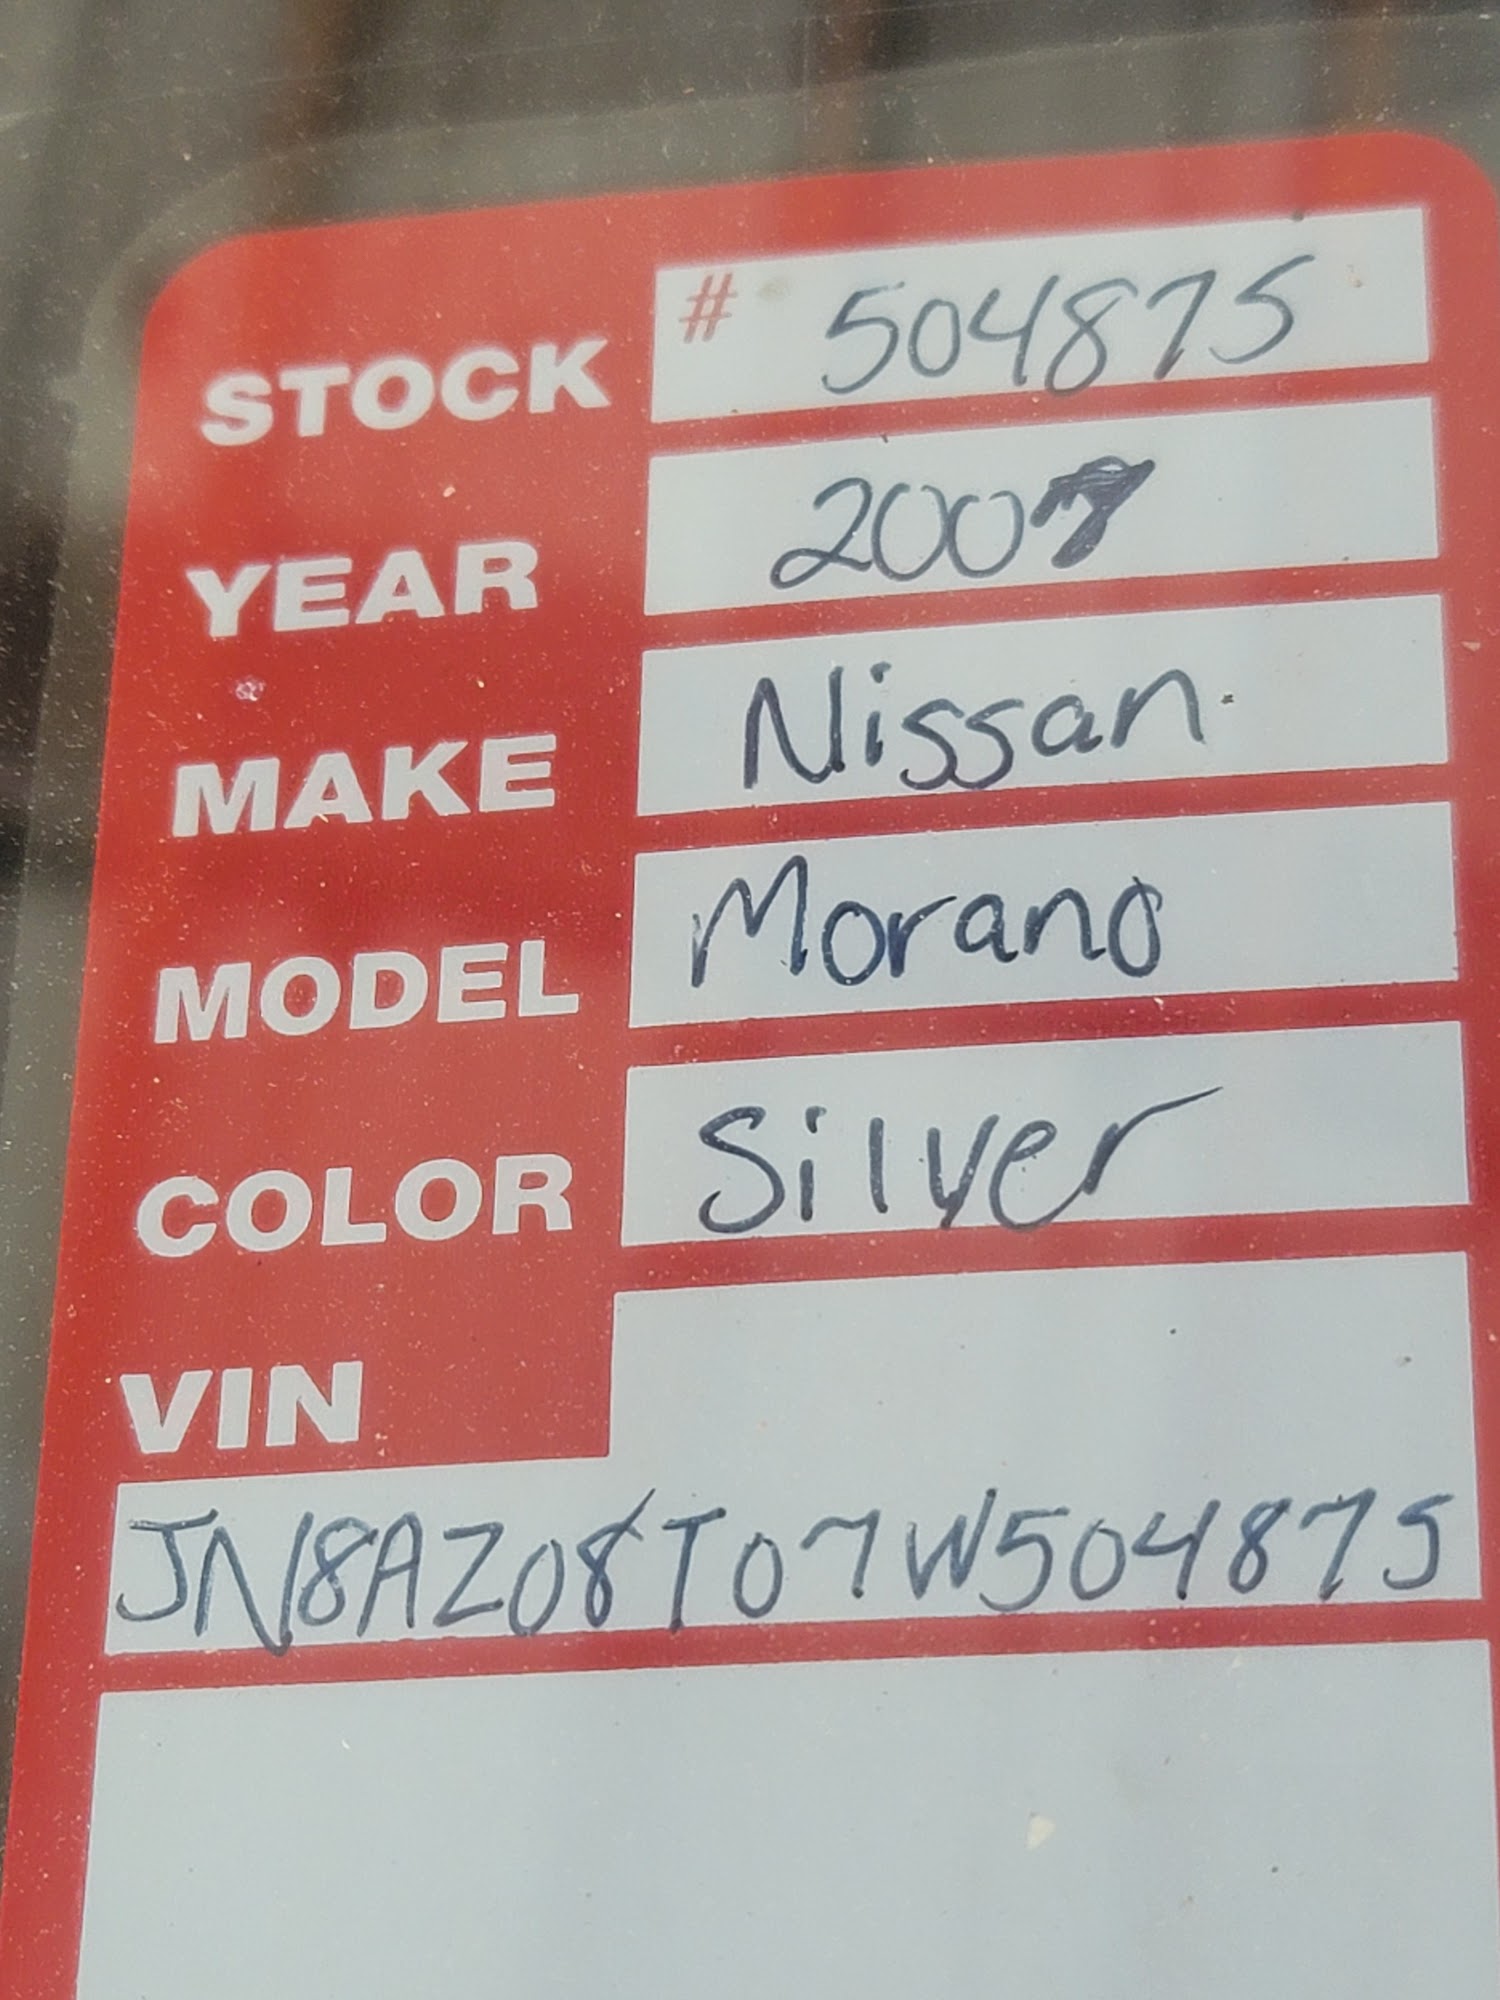 STOCK # 504875
YEAR 2007
MAKE Nissan
MODEL Morano
COLOR Silver
VIN
JN8AZ08T07W504875